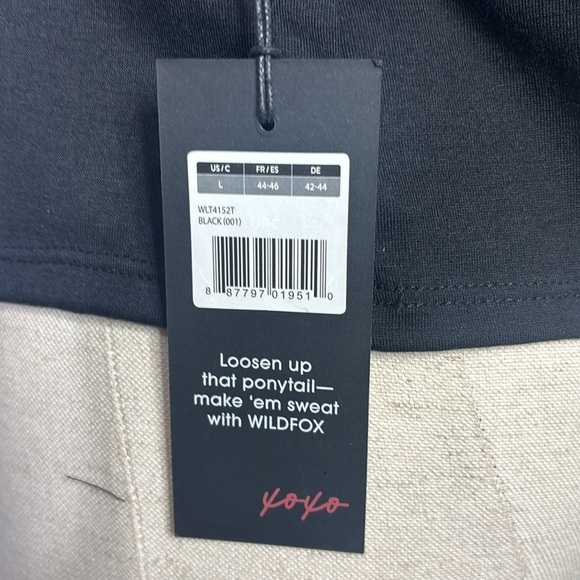 US/C FR/ES DE
L 44-46 42-44
WLT4152T
BLACK (001)
UPC
8 87797 01951 0
Loosen up
that ponytail—
make 'em sweat
with WILDFOX
xoxo